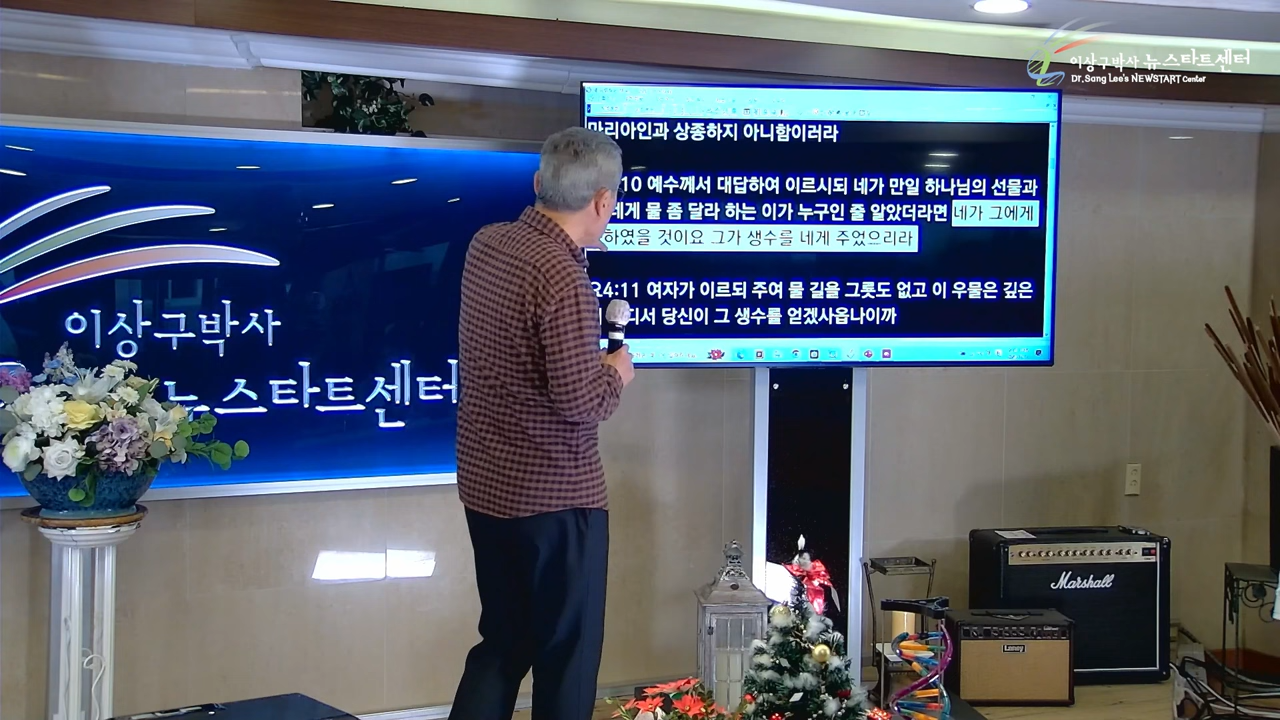 이상구박사 뉴스타트센터
Dr. Sang Lee's NEWSTART Center
마리아인과 상종하지 아니함이러라
10 예수께서 대답하여 이르시되 네가 만일 하나님의 선물과
네게 물 좀 달라 하는 이가 누구인 줄 알았더라면 네가 그에게
하였을 것이요 그가 생수를 네게 주었으리라
4:11 여자가 이르되 주여 물 길을 그릇도 없고 이 우물은 깊은
디서 당신이 그 생수를 얻겠사옵나이까
이상구박사
뉴스타트센터
Marshall
Laney